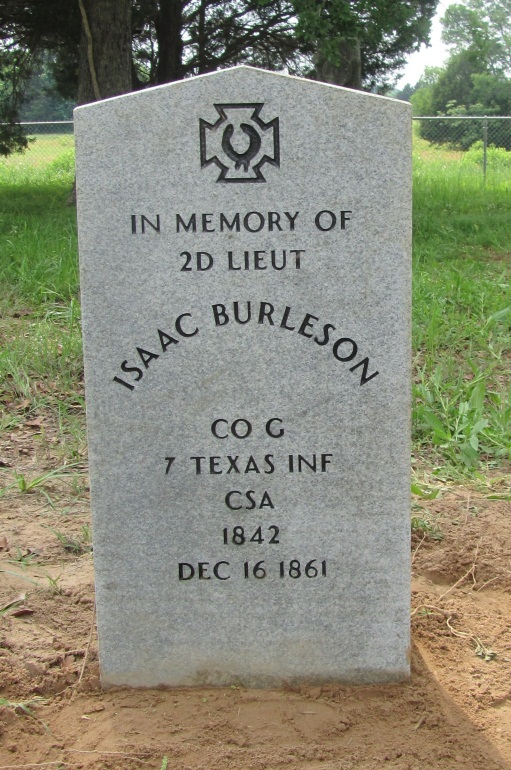 IN MEMORY OF
2D LIEUT
ISAAC BURLESON
CO G
7 TEXAS INF
CSA
1842
DEC 16 1861